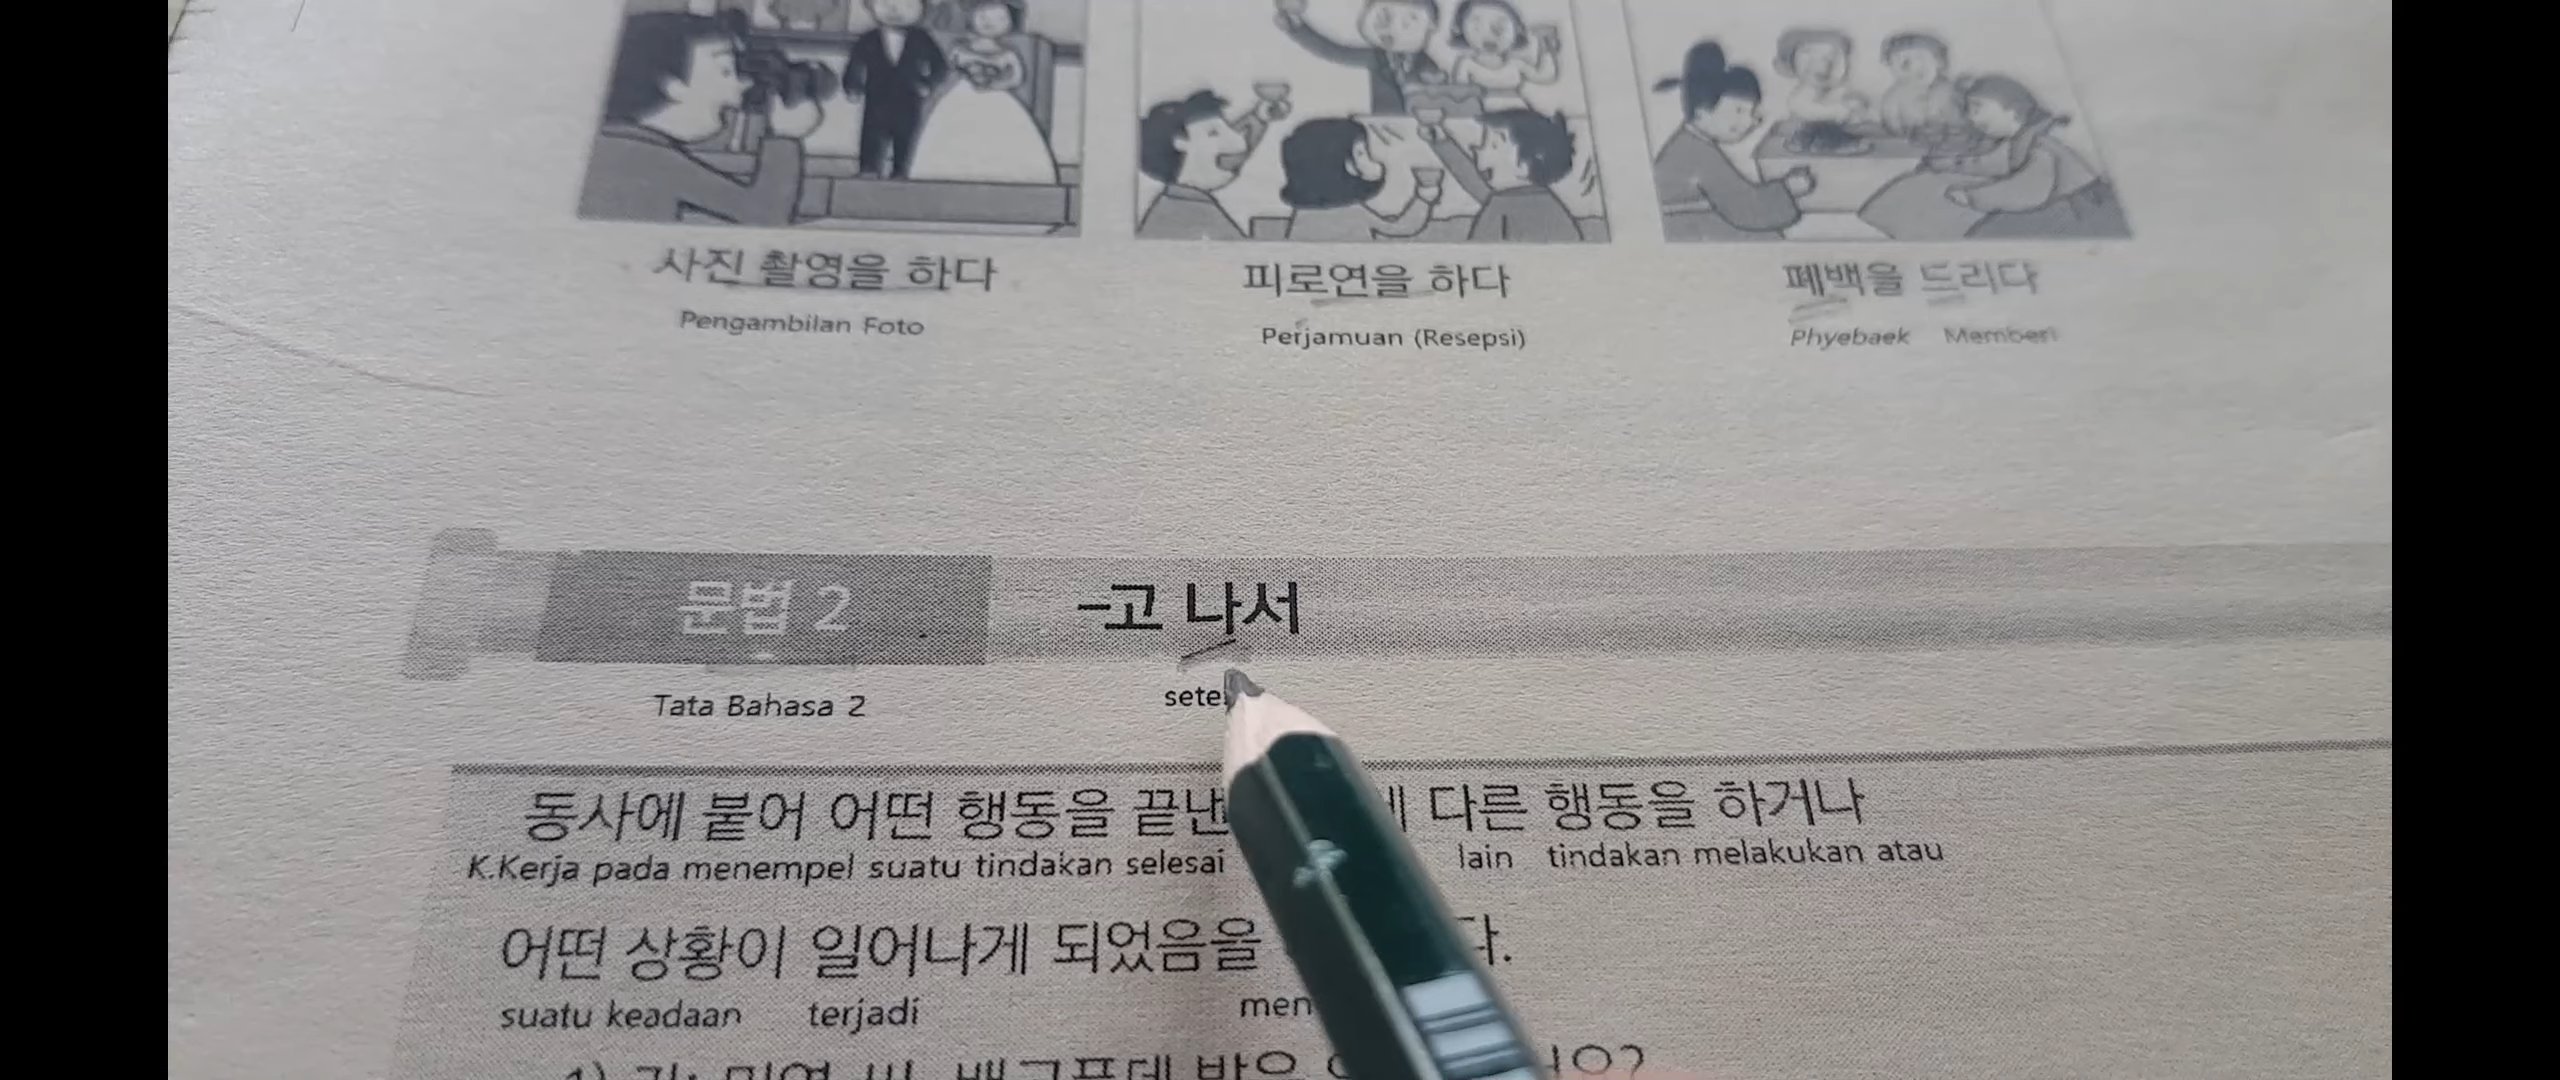 사진 촬영을 하다 피로연을 하다 폐백을 드리다
Pengambilan Foto Perjamuan (Resepsi) Phyebaek Memberi
문법 2 -고 나서
Tata Bahasa 2
동사에 붙어 어떤 행동을 끝낸 다른 행동을 하거나
K.Kerja pada menempel suatu tindakan selesai lain tindakan melakukan atau
어떤 상황이 일어나게 되었음을
suatu keadaan terjadi